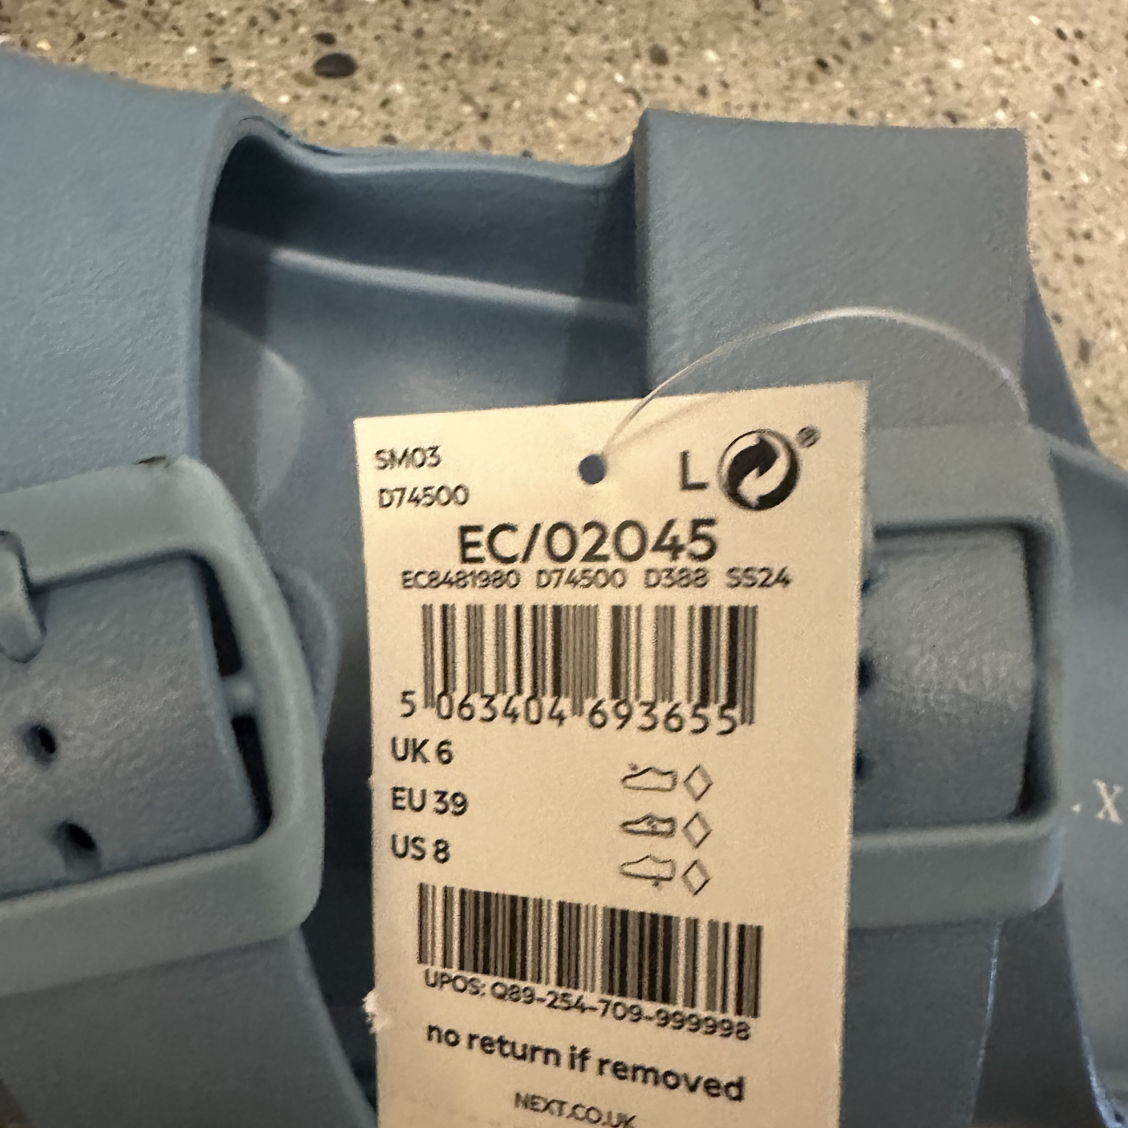 SM03
L
D74500
EC/02045
EC8481980 D74500 D388 SS24
5 063404 693655
UK 6
EU 39
US 8
UPOS: Q89-254-709-999998
no return if removed
NEXT.CO.UK
X